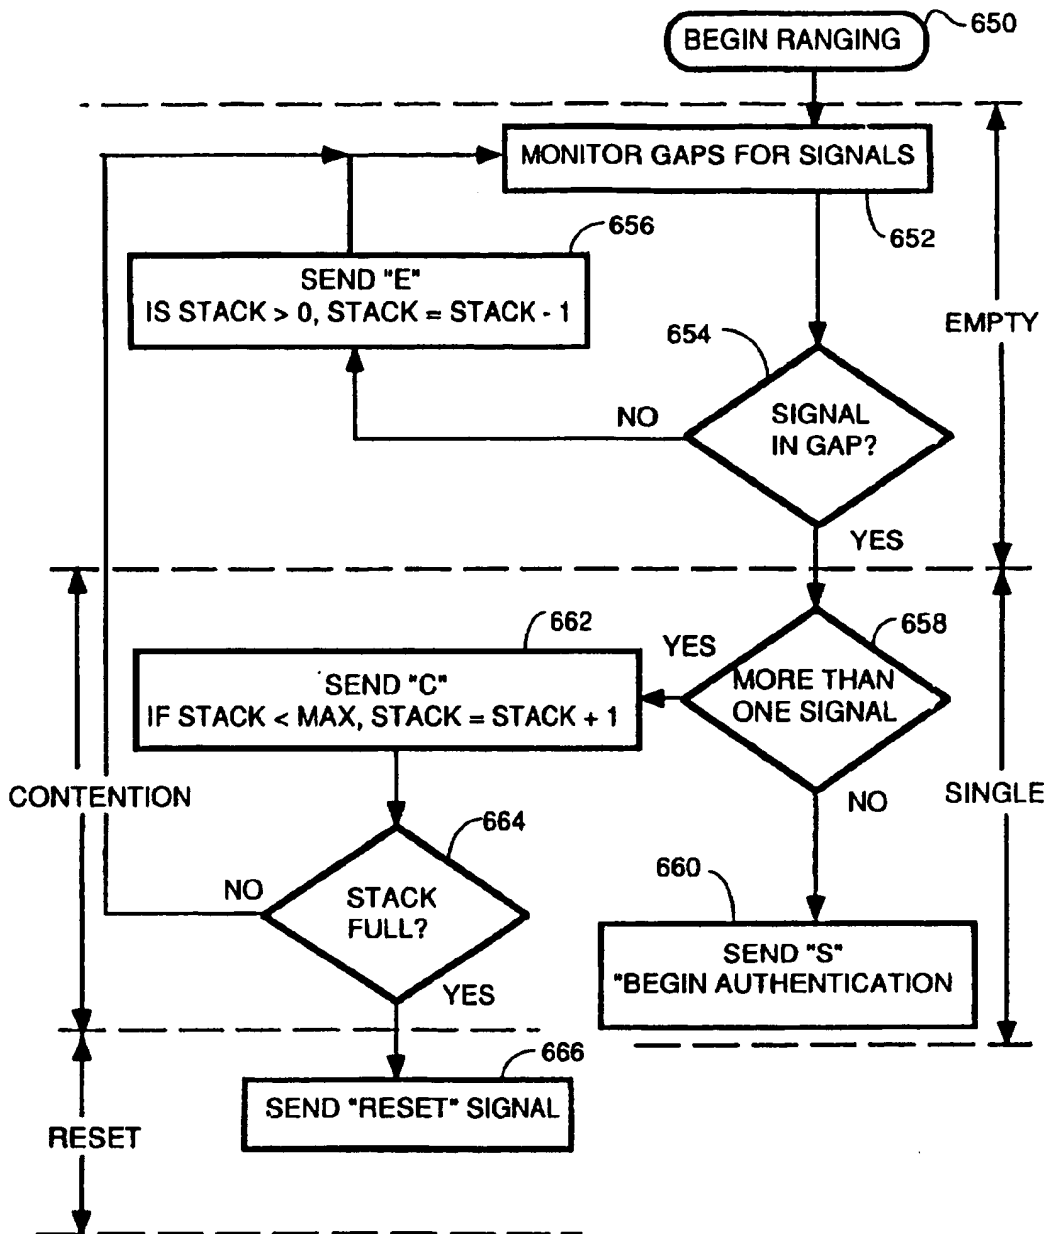 BEGIN RANGING
650
MONITOR GAPS FOR SIGNALS
652
656
SEND "E"
IS STACK > 0, STACK = STACK - 1
EMPTY
654
SIGNAL
IN GAP?
NO
YES
662
658
YES
SEND "C"
IF STACK < MAX, STACK = STACK + 1
MORE THAN
ONE SIGNAL
CONTENTION
NO
SINGLE
664
660
NO
STACK
FULL?
SEND "S"
"BEGIN AUTHENTICATION
YES
666
SEND "RESET" SIGNAL
RESET